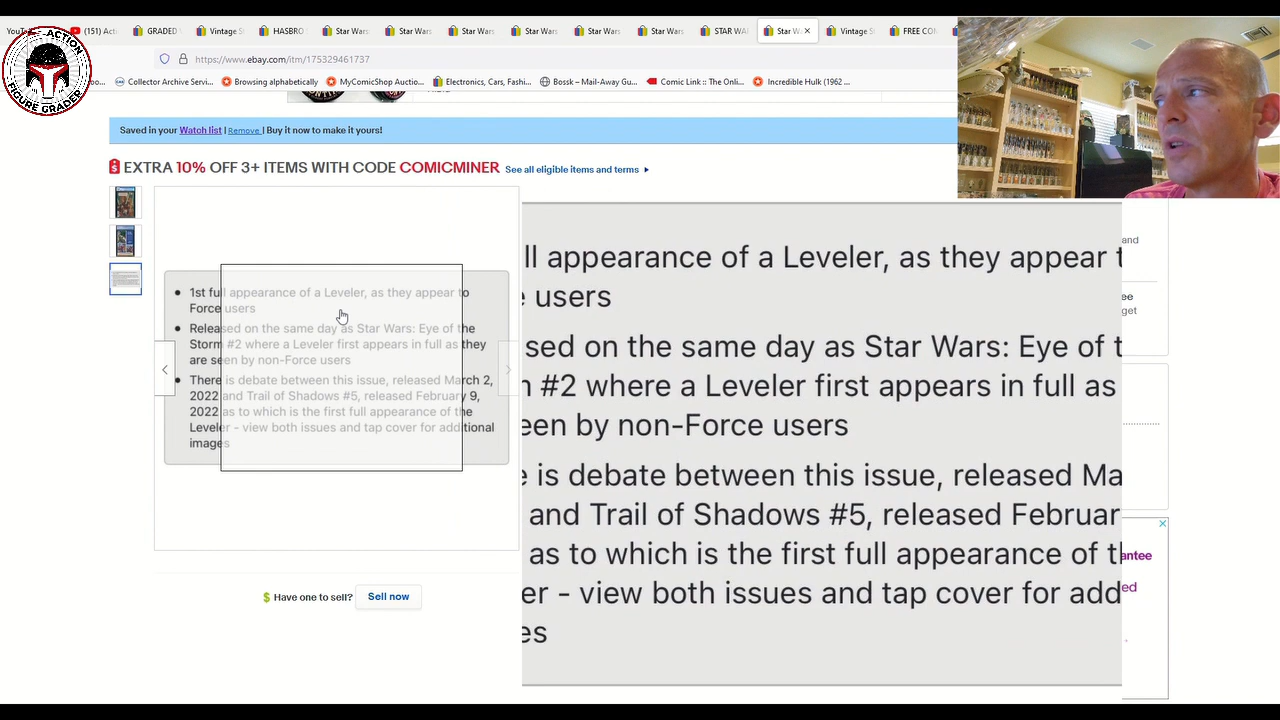 YouT
(151) Act
GRADED
Vintage S
HASBRO
Star Wars
Star Wars
Star Wars
Star Wars
Star Wars
Star Wars
STAR WA
Star W
Vintage S
FREE CON
ACTION
FIGURE GRADER
https://www.ebay.com/itm/175329461737
Collector Archive Servi...
Browsing alphabetically
MyComicShop Auctio...
Electronics, Cars, Fashi...
Bossk – Mail-Away Gu...
Comic Link :: The Onli...
Incredible Hulk (1962 ...
Saved in your Watch list | Remove | Buy it now to make it yours!
EXTRA 10% OFF 3+ ITEMS WITH CODE COMICMINER See all eligible items and terms
1st full appearance of a Leveler, as they appear to
Force users
Released on the same day as Star Wars: Eye of the
Storm #2 where a Leveler first appears in full as they
are seen by non-Force users
There is debate between this issue, released March 2,
2022 and Trail of Shadows #5, released February 9,
2022 as to which is the first full appearance of the
Leveler - view both issues and tap cover for additional
images
$ Have one to sell? Sell now
ll appearance of a Leveler, as they appear t
e users
sed on the same day as Star Wars: Eye of t
n #2 where a Leveler first appears in full as
een by non-Force users
e is debate between this issue, released Ma
and Trail of Shadows #5, released Februar
as to which is the first full appearance of th
er - view both issues and tap cover for add
es
and
ee
get
antee
ed